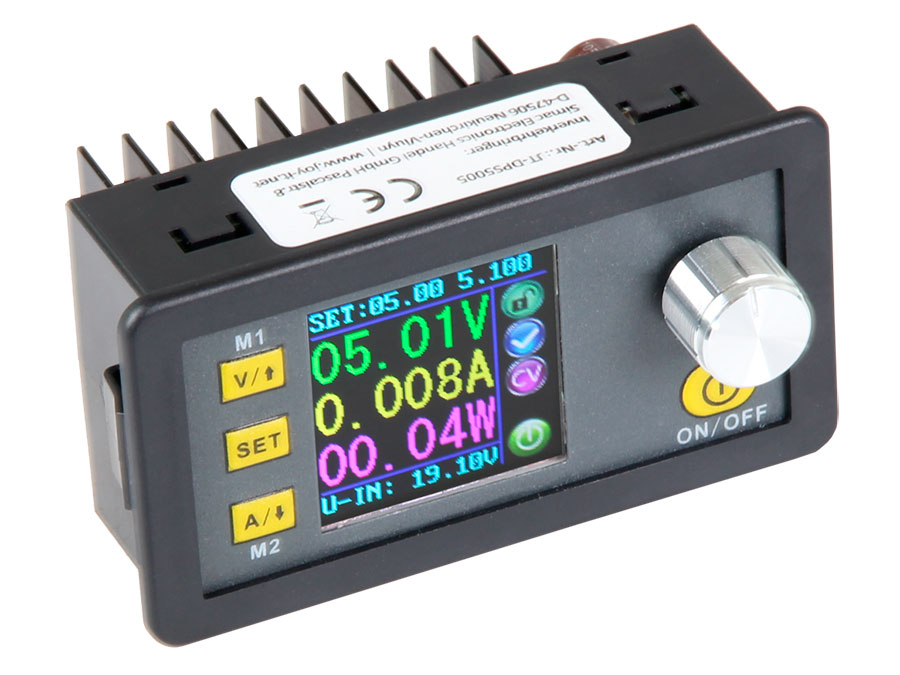 Art.-Nr.: JT-DPS5005
Inverkehrbringer:
Simac Electronics Handel GmbH Pascalstr.8
D-47506 Neukirchen-Vluyn | www.joy-it.net
CE
SET:05.00 5.100
05.01V
0.008A
00.04W
U-IN: 19.10V
CV
M1
V/⬆
SET
A/⬇
M2
ON/OFF